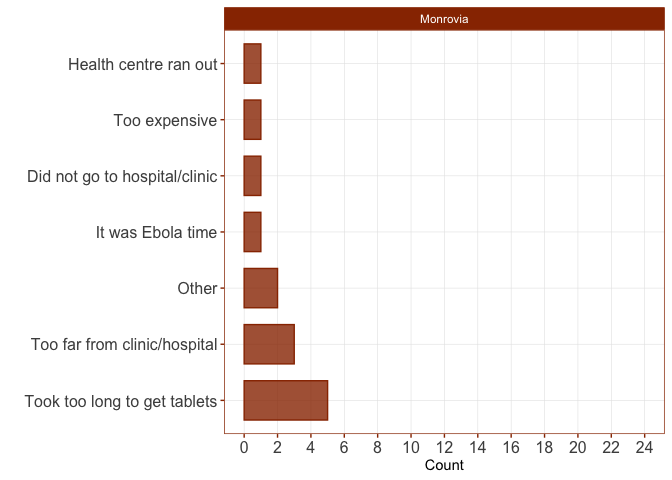 Monrovia
Health centre ran out
Too expensive
Did not go to hospital/clinic
It was Ebola time
Other
Too far from clinic/hospital
Took too long to get tablets
0 2 4 6 8 10 12 14 16 18 20 22 24
Count